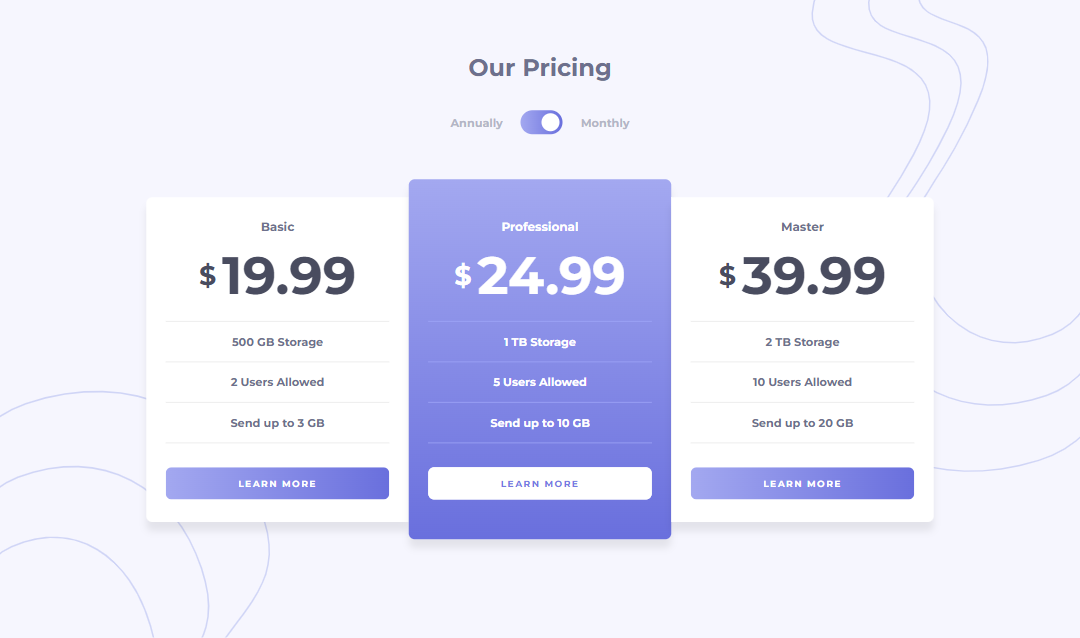 Our Pricing
Annually Monthly
Basic
$ 19.99
500 GB Storage
2 Users Allowed
Send up to 3 GB
LEARN MORE
Professional
$ 24.99
1 TB Storage
5 Users Allowed
Send up to 10 GB
LEARN MORE
Master
$ 39.99
2 TB Storage
10 Users Allowed
Send up to 20 GB
LEARN MORE